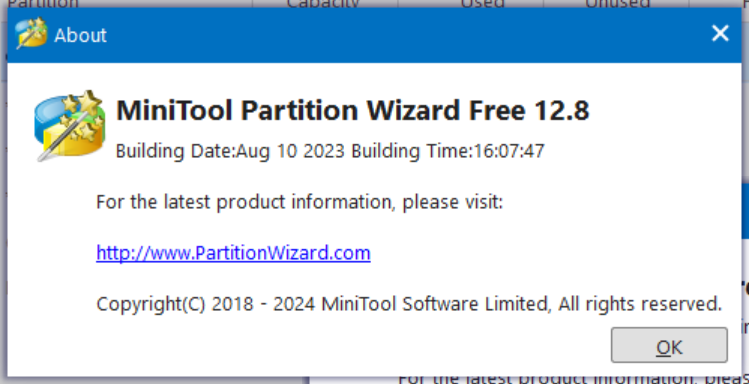 Partition Capacity Used Unused
About
MiniTool Partition Wizard Free 12.8
Building Date:Aug 10 2023 Building Time:16:07:47
For the latest product information, please visit:
http://www.PartitionWizard.com
Copyright(C) 2018 - 2024 MiniTool Software Limited, All rights reserved.
OK
For the latest product information, pleas